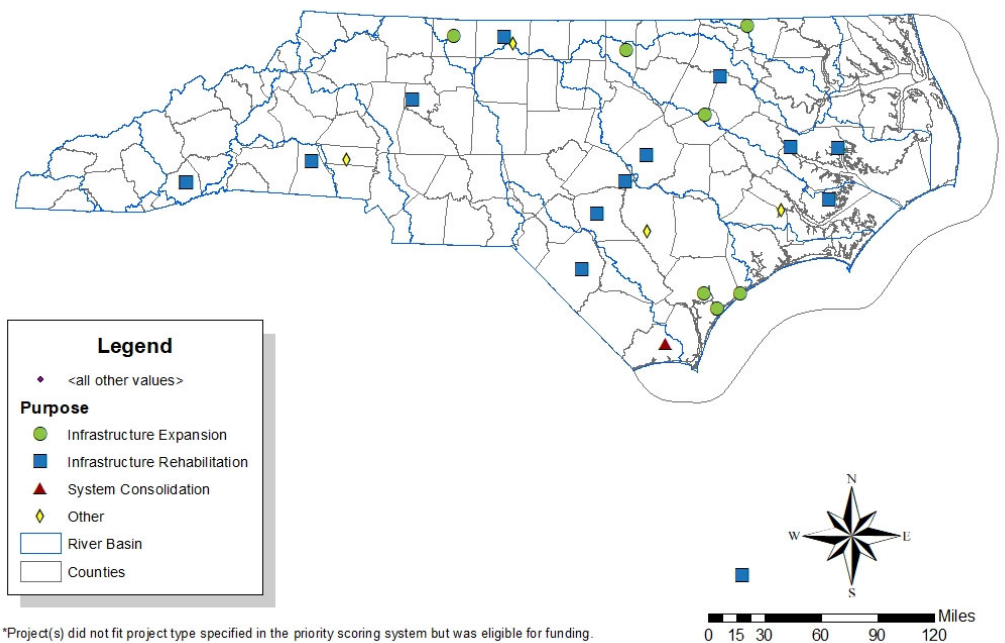 Legend
<all other values>
Purpose
Infrastructure Expansion
Infrastructure Rehabilitation
System Consolidation
Other
River Basin
Counties
N
W E
S
Miles
0 15 30 60 90 120
*Project(s) did not fit project type specified in the priority scoring system but was eligible for funding.